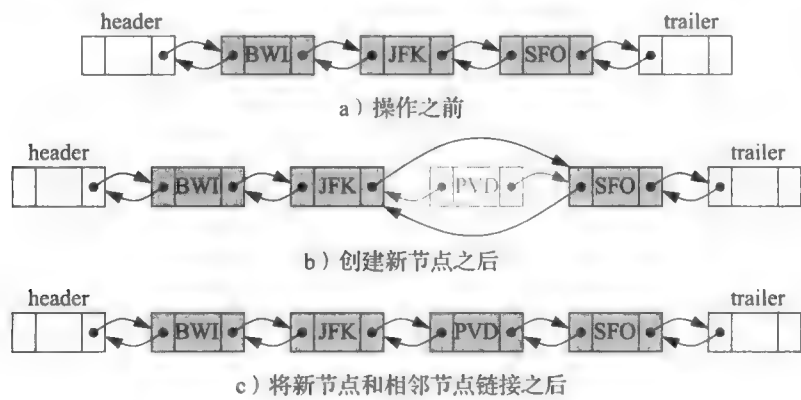 header trailer
BWI JFK SFO
a）操作之前
header trailer
BWI JFK PVD SFO
b）创建新节点之后
header trailer
BWI JFK PVD SFO
c）将新节点和相邻节点链接之后